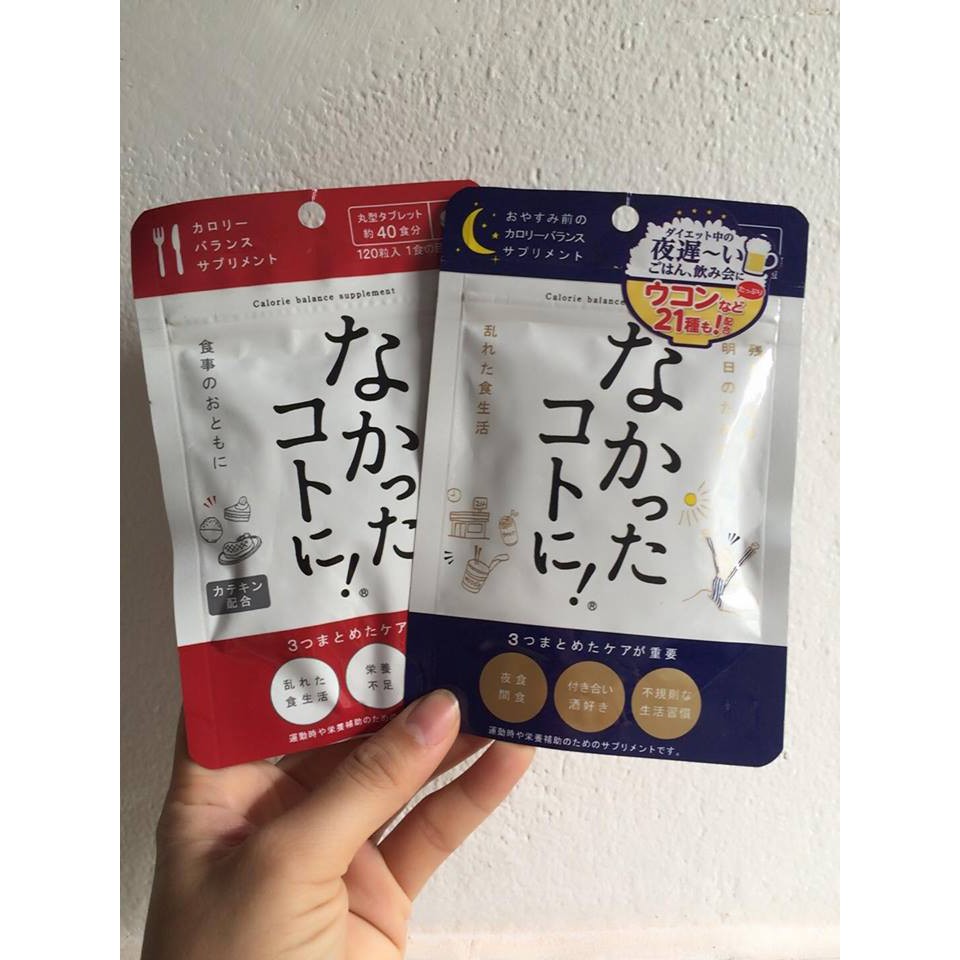 カロリー
バランス
サプリメント
丸型タブレット
約40食分
120粒入 1食の目
Calorie balance supplement
なかった
コトに!®
食事のおともに
カテキン
配合
3つまとめたケア
乱れた
食生活
栄養
不足
運動時や栄養補助のための
おやすみ前の
カロリーバランス
サプリメント
ダイエット中の
夜遅〜い
ごはん、飲み会に
たっぷり
ウコンなど
21種も!配合
Calorie balance
なかった
コトに!®
残
明日のた
乱れた食生活
24
3つまとめたケアが重要
夜食
間食
付き合い
酒好き
不規則な
生活習慣
運動時や栄養補助のためのサプリメントです。